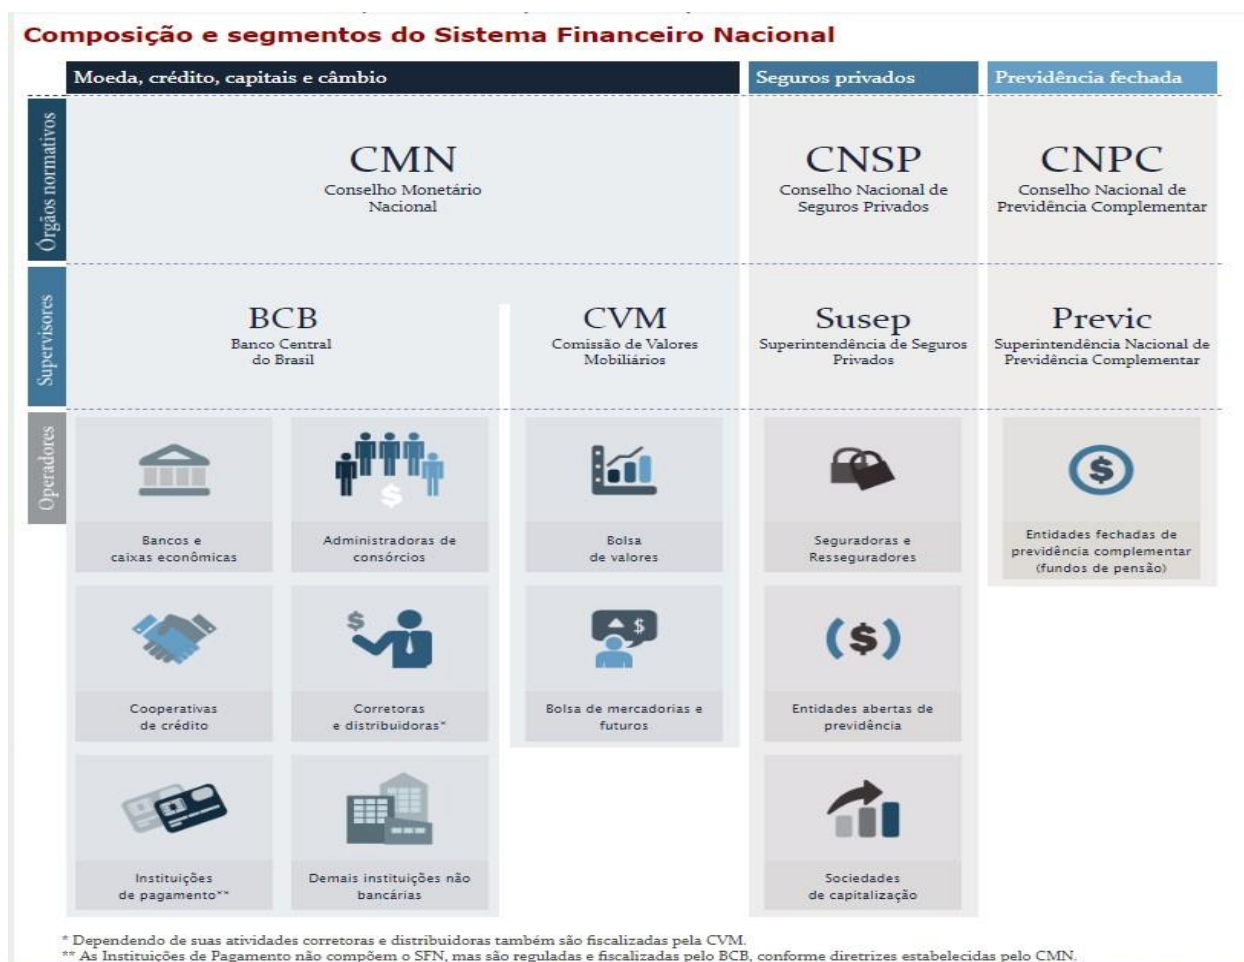 Composição e segmentos do Sistema Financeiro Nacional
Moeda, crédito, capitais e câmbio
Seguros privados
Previdência fechada
Órgãos normativos
CMN
Conselho Monetário
Nacional
CNSP
Conselho Nacional de
Seguros Privados
CNPC
Conselho Nacional de
Previdência Complementar
Supervisores
BCB
Banco Central
do Brasil
CVM
Comissão de Valores
Mobiliários
Susep
Superintendência de Seguros
Privados
Previc
Superintendência Nacional de
Previdência Complementar
Operadores
$
$
Bancos e
caixas econômicas
Administradoras de
consórcios
Bolsa
de valores
Seguradoras e
Resseguradores
Entidades fechadas de
previdência complementar
(fundos de pensão)
$
$
($)
Cooperativas
de crédito
Corretoras
e distribuidoras*
Bolsa de mercadorias e
futuros
Entidades abertas de
previdência
Instituições
de pagamento**
Demais instituições não
bancárias
Sociedades
de capitalização
* Dependendo de suas atividades corretoras e distribuidoras também são fiscalizadas pela CVM.
** As Instituições de Pagamento não compõem o SFN, mas são reguladas e fiscalizadas pelo BCB, conforme diretrizes estabelecidas pelo CMN.